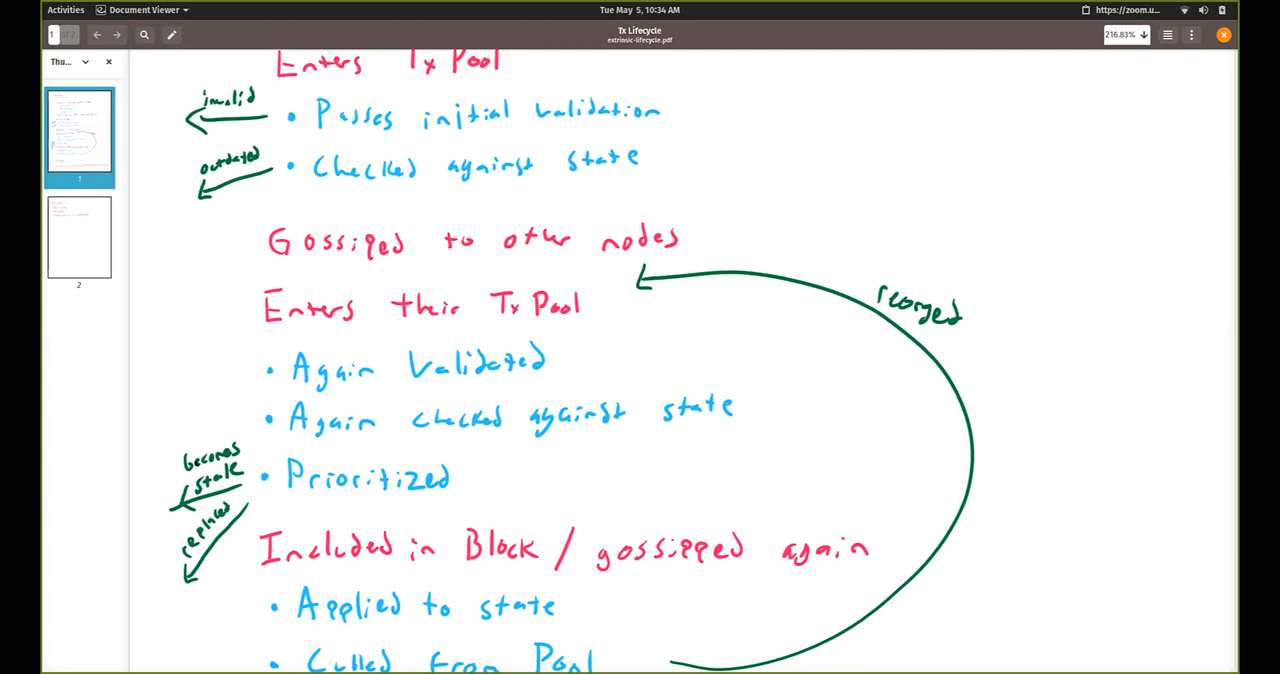 Activities
Document Viewer
Tue May 5, 10:34 AM
https://zoom.u...
1
of 2
Tx Lifecycle
extrinsic-lifecycle.pdf
216.83%
Thu...
1
2
Enters Tx Pool
invalid
• Passes initial validation
outdated
• Checked against state
Gossiped to other nodes
reorged
Enters their Tx Pool
• Again Validated
• Again checked against state
becomes
stale
• Prioritized
replaced
Included in Block / gossipped again
• Applied to state
• Culled from Pool